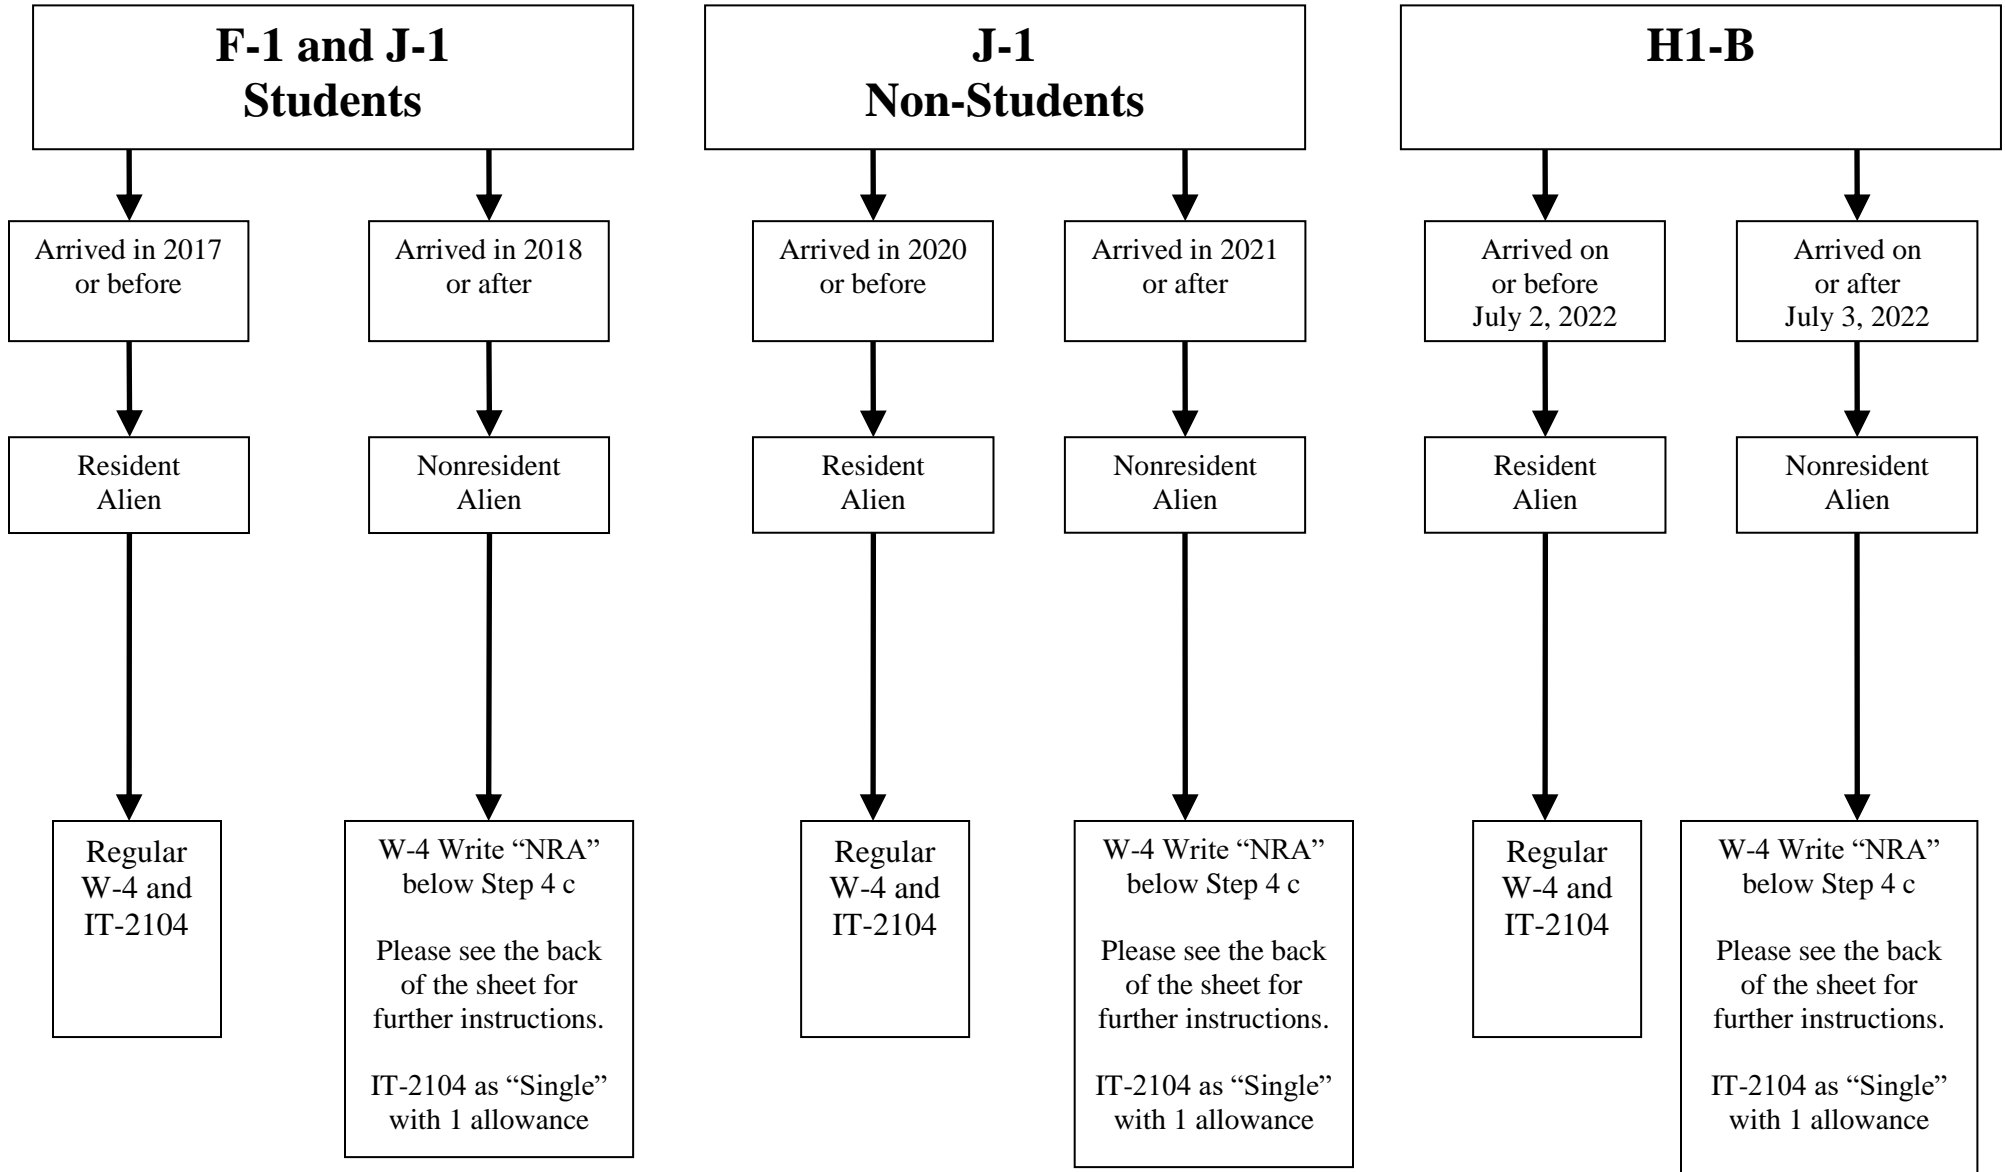 F-1 and J-1
Students
J-1
Non-Students
H1-B
Arrived in 2017
or before
Arrived in 2018
or after
Arrived in 2020
or before
Arrived in 2021
or after
Arrived on
or before
July 2, 2022
Arrived on
or after
July 3, 2022
Resident
Alien
Nonresident
Alien
Resident
Alien
Nonresident
Alien
Resident
Alien
Nonresident
Alien
Regular
W-4 and
IT-2104
W-4 Write “NRA”
below Step 4 c
Please see the back
of the sheet for
further instructions.
IT-2104 as “Single”
with 1 allowance
Regular
W-4 and
IT-2104
W-4 Write “NRA”
below Step 4 c
Please see the back
of the sheet for
further instructions.
IT-2104 as “Single”
with 1 allowance
Regular
W-4 and
IT-2104
W-4 Write “NRA”
below Step 4 c
Please see the back
of the sheet for
further instructions.
IT-2104 as “Single”
with 1 allowance